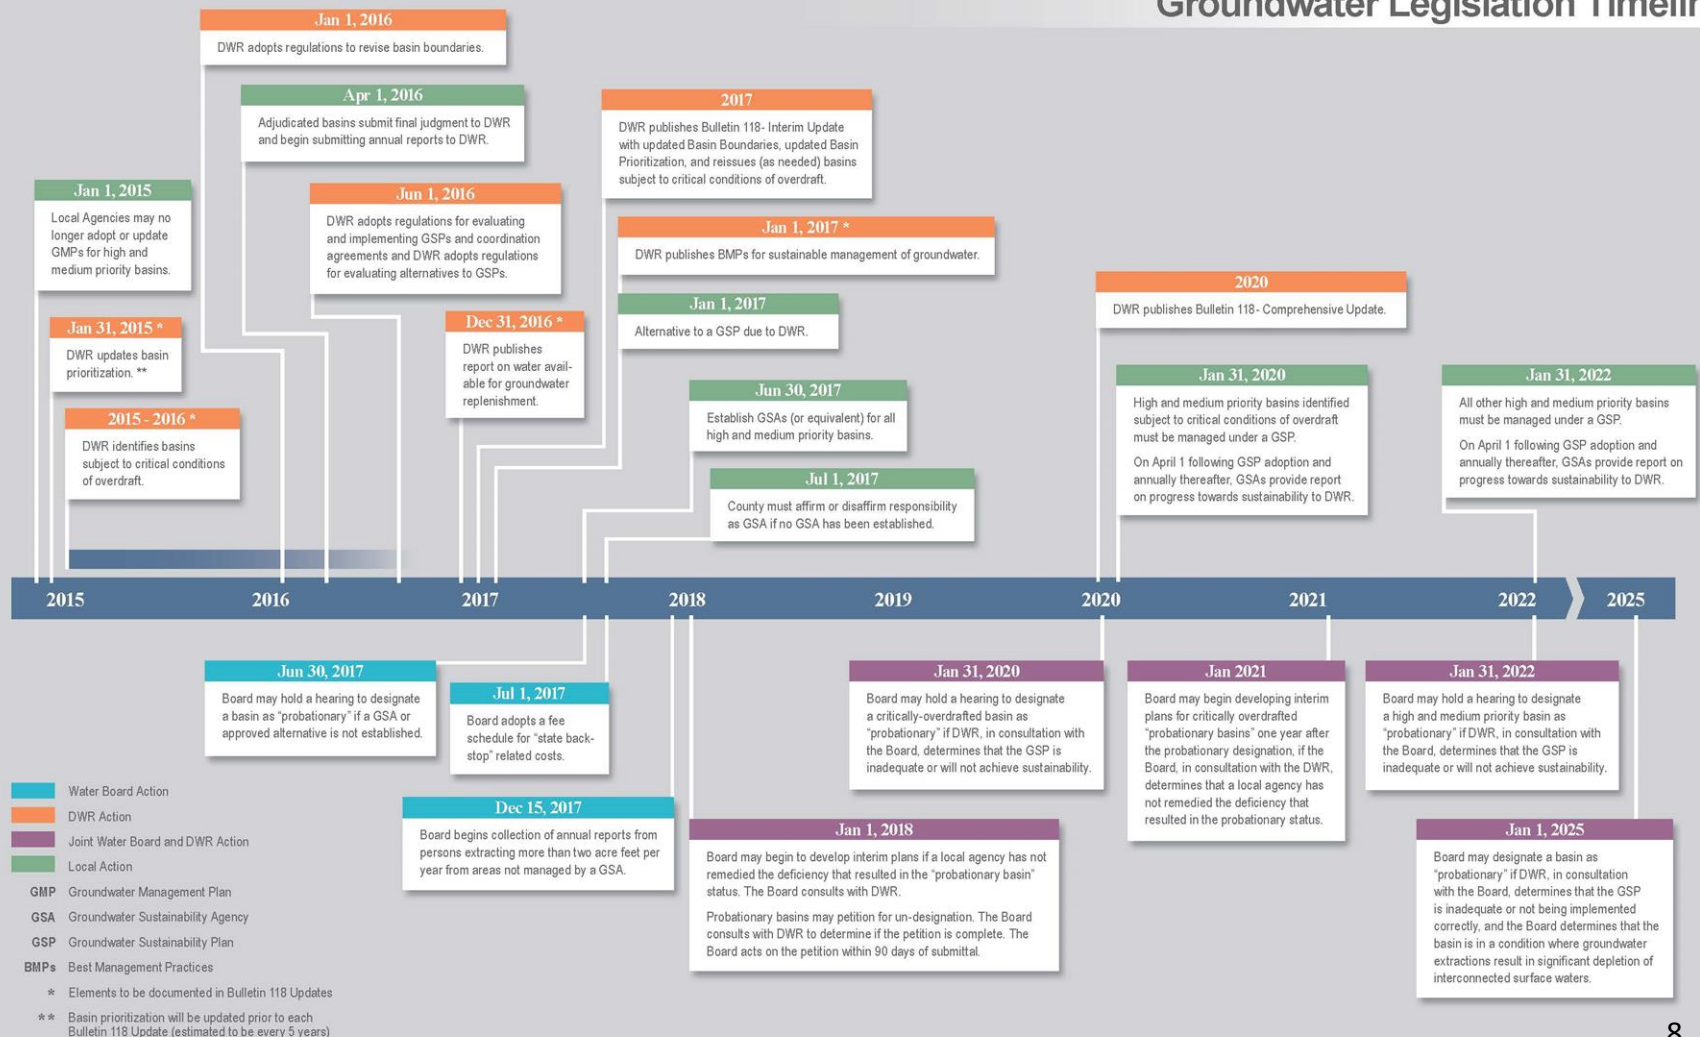 Groundwater Legislation Timelin
Jan 1, 2016
DWR adopts regulations to revise basin boundaries.
Apr 1, 2016
Adjudicated basins submit final judgment to DWR
and begin submitting annual reports to DWR.
Jan 1, 2015
Local Agencies may no
longer adopt or update
GMPs for high and
medium priority basins.
Jan 31, 2015 *
DWR updates basin
prioritization. **
2015 - 2016 *
DWR identifies basins
subject to critical conditions
of overdraft.
Jun 1, 2016
DWR adopts regulations for evaluating
and implementing GSPs and coordination
agreements and DWR adopts regulations
for evaluating alternatives to GSPs.
Dec 31, 2016 *
DWR publishes
report on water avail-
able for groundwater
replenishment.
2017
DWR publishes Bulletin 118- Interim Update
with updated Basin Boundaries, updated Basin
Prioritization, and reissues (as needed) basins
subject to critical conditions of overdraft.
Jan 1, 2017 *
DWR publishes BMPs for sustainable management of groundwater.
Jan 1, 2017
Alternative to a GSP due to DWR.
Jun 30, 2017
Establish GSAs (or equivalent) for all
high and medium priority basins.
Jul 1, 2017
County must affirm or disaffirm responsibility
as GSA if no GSA has been established.
2020
DWR publishes Bulletin 118- Comprehensive Update.
Jan 31, 2020
High and medium priority basins identified
subject to critical conditions of overdraft
must be managed under a GSP.
On April 1 following GSP adoption and
annually thereafter, GSAs provide report
on progress towards sustainability to DWR.
Jan 31, 2022
All other high and medium priority basins
must be managed under a GSP.
On April 1 following GSP adoption and
annually thereafter, GSAs provide report on
progress towards sustainability to DWR.
2015 2016 2017 2018 2019 2020 2021 2022 2025
Jun 30, 2017
Board may hold a hearing to designate
a basin as “probationary” if a GSA or
approved alternative is not established.
Jul 1, 2017
Board adopts a fee
schedule for “state back-
stop” related costs.
Dec 15, 2017
Board begins collection of annual reports from
persons extracting more than two acre feet per
year from areas not managed by a GSA.
Jan 1, 2018
Board may begin to develop interim plans if a local agency has not
remedied the deficiency that resulted in the “probationary basin”
status. The Board consults with DWR.
Probationary basins may petition for un-designation. The Board
consults with DWR to determine if the petition is complete. The
Board acts on the petition within 90 days of submittal.
Jan 31, 2020
Board may hold a hearing to designate
a critically-overdrafted basin as
“probationary” if DWR, in consultation with
the Board, determines that the GSP is
inadequate or will not achieve sustainability.
Jan 2021
Board may begin developing interim
plans for critically overdrafted
“probationary basins” one year after
the probationary designation, if the
Board, in consultation with the DWR,
determines that a local agency has
not remedied the deficiency that
resulted in the probationary status.
Jan 31, 2022
Board may hold a hearing to designate
a high and medium priority basin as
“probationary” if DWR, in consultation with
the Board, determines that the GSP is
inadequate or will not achieve sustainability.
Jan 1, 2025
Board may designate a basin as
“probationary” if DWR, in consultation
with the Board, determines that the GSP
is inadequate or not being implemented
correctly, and the Board determines that the
basin is in a condition where groundwater
extractions result in significant depletion of
interconnected surface waters.
Water Board Action
DWR Action
Joint Water Board and DWR Action
Local Action
GMP Groundwater Management Plan
GSA Groundwater Sustainability Agency
GSP Groundwater Sustainability Plan
BMPs Best Management Practices
* Elements to be documented in Bulletin 118 Updates
** Basin prioritization will be updated prior to each
Bulletin 118 Update (estimated to be every 5 years)
8